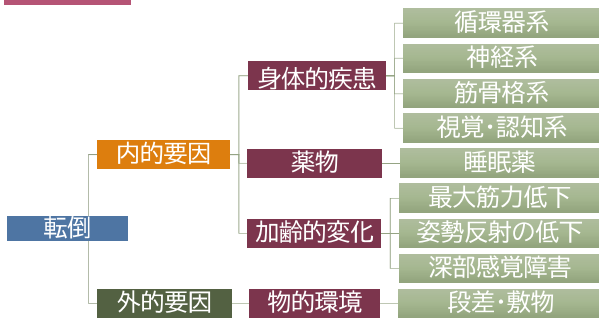 転倒
内的要因
身体的疾患
循環器系
神経系
筋骨格系
視覚・認知系
薬物
睡眠薬
加齢的変化
最大筋力低下
姿勢反射の低下
深部感覚障害
外的要因
物的環境
段差・敷物